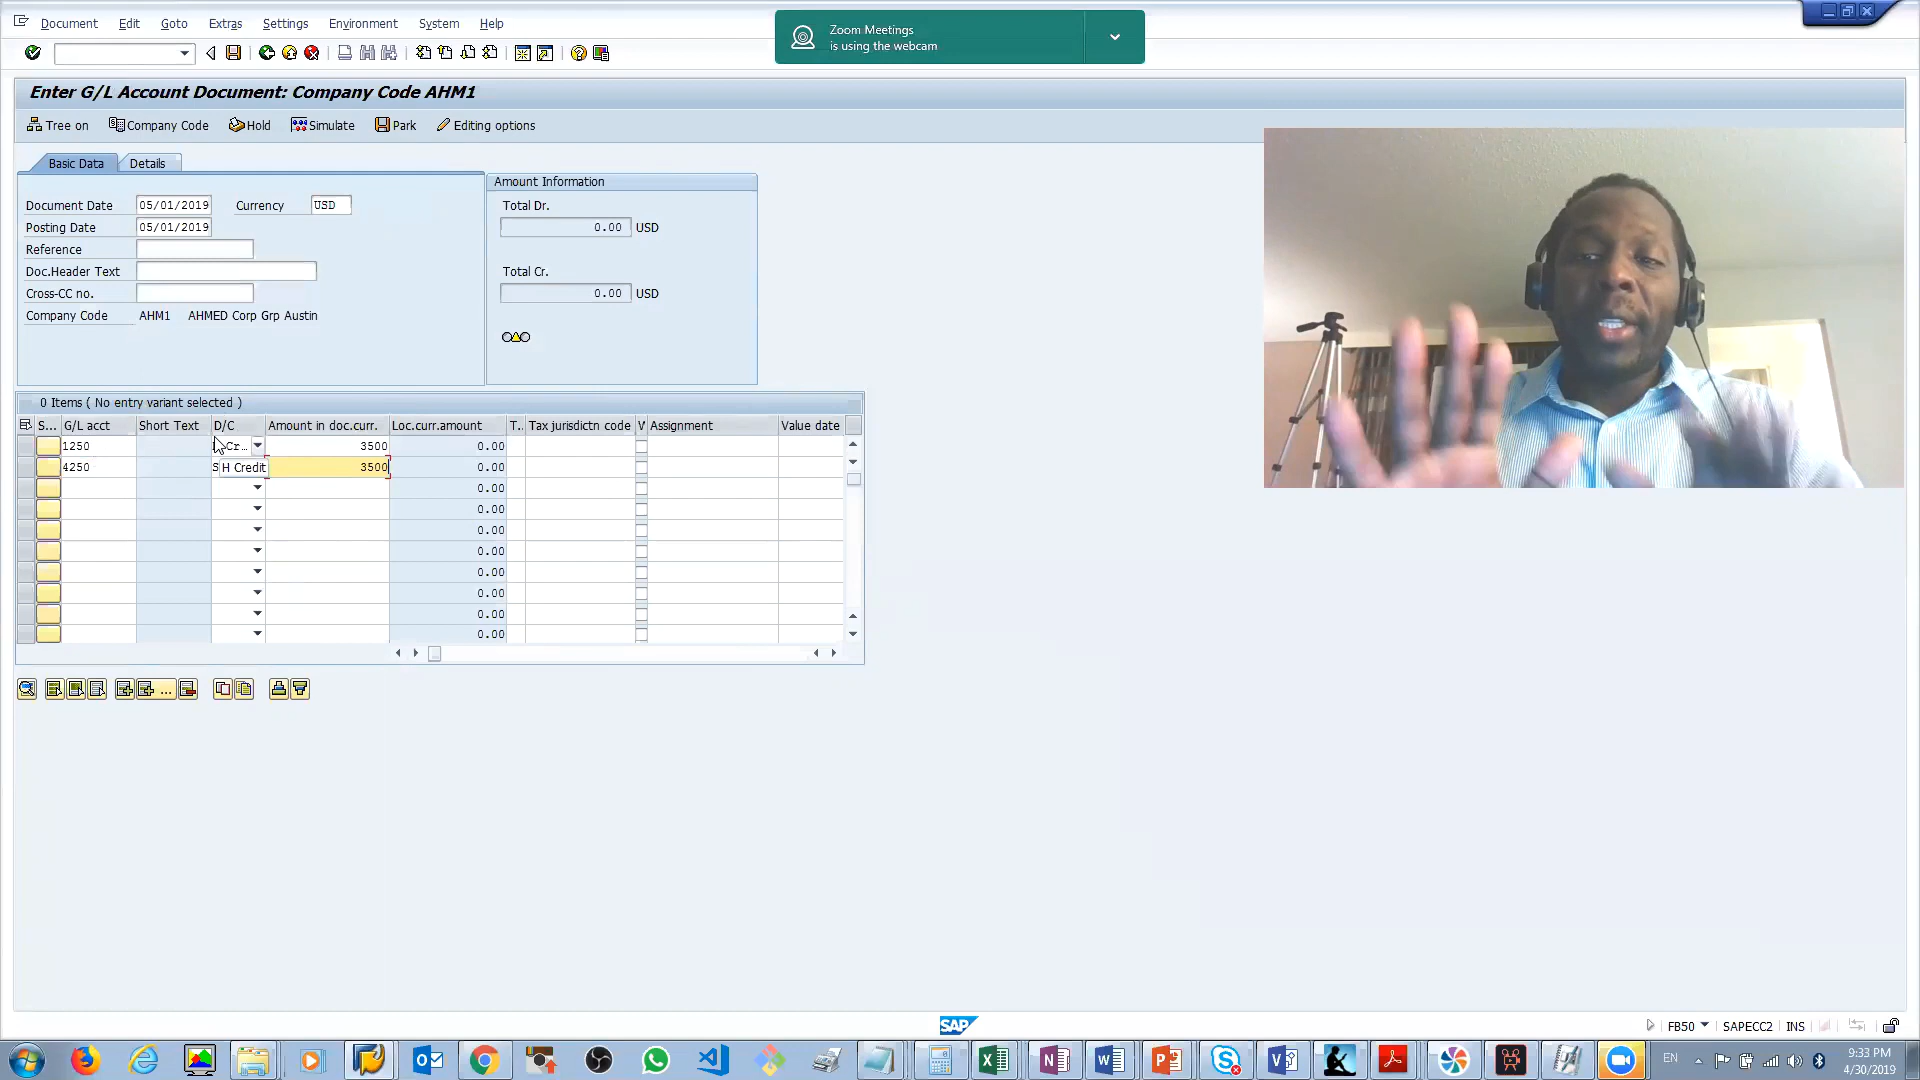 Document Edit Goto Extras Settings Environment System Help
Zoom Meetings
is using the webcam
Enter G/L Account Document: Company Code AHM1
Tree on Company Code Hold Simulate Park Editing options
Basic Data Details
Amount Information
Document Date 05/01/2019 Currency USD
Posting Date 05/01/2019
Reference
Doc.Header Text
Cross-CC no.
Company Code AHM1 AHMED Corp Grp Austin
Total Dr.
0.00 USD
Total Cr.
0.00 USD
0 Items ( No entry variant selected )
S... G/L acct Short Text D/C Amount in doc.curr. Loc.curr.amount T.. Tax jurisdictn code V Assignment Value date
1250 Cr... 3500 0.00
4250 S H Credit 3500 0.00
0.00
0.00
0.00
0.00
0.00
0.00
0.00
0.00
...
SAP
FB50 SAPECC2 INS
EN 9:33 PM
4/30/2019